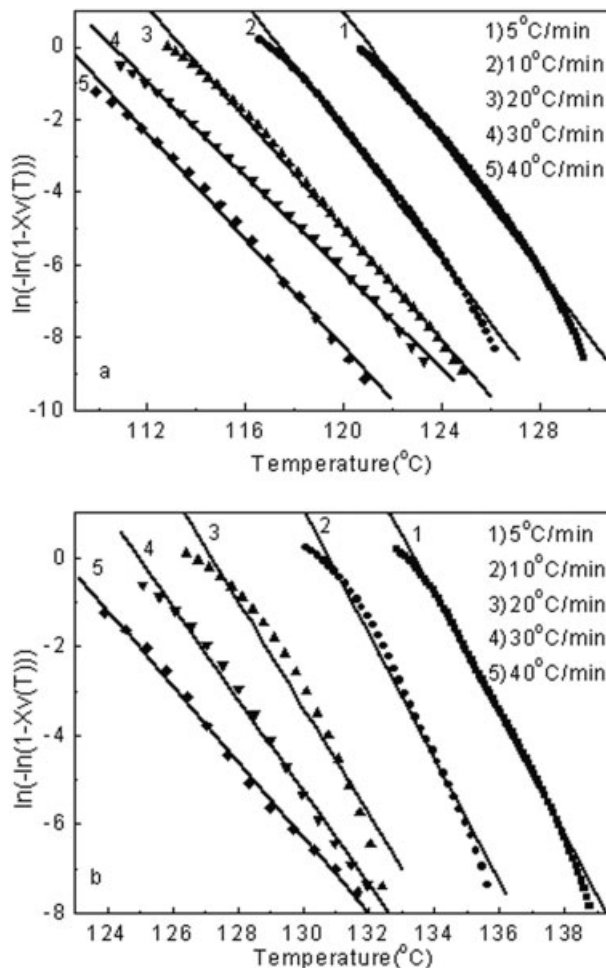 0
-2
-4
-6
-8
-10
ln(-ln(1-Xv(T)))
5
4
3
2
1
1)5°C/min
2)10°C/min
3)20°C/min
4)30°C/min
5)40°C/min
a
112 116 120 124 128
Temperature(°C)
0
-2
-4
-6
-8
ln(-ln(1-Xv(T)))
5
4
3
2
1
1)5°C/min
2)10°C/min
3)20°C/min
4)30°C/min
5)40°C/min
b
124 126 128 130 132 134 136 138
Temperature(°C)